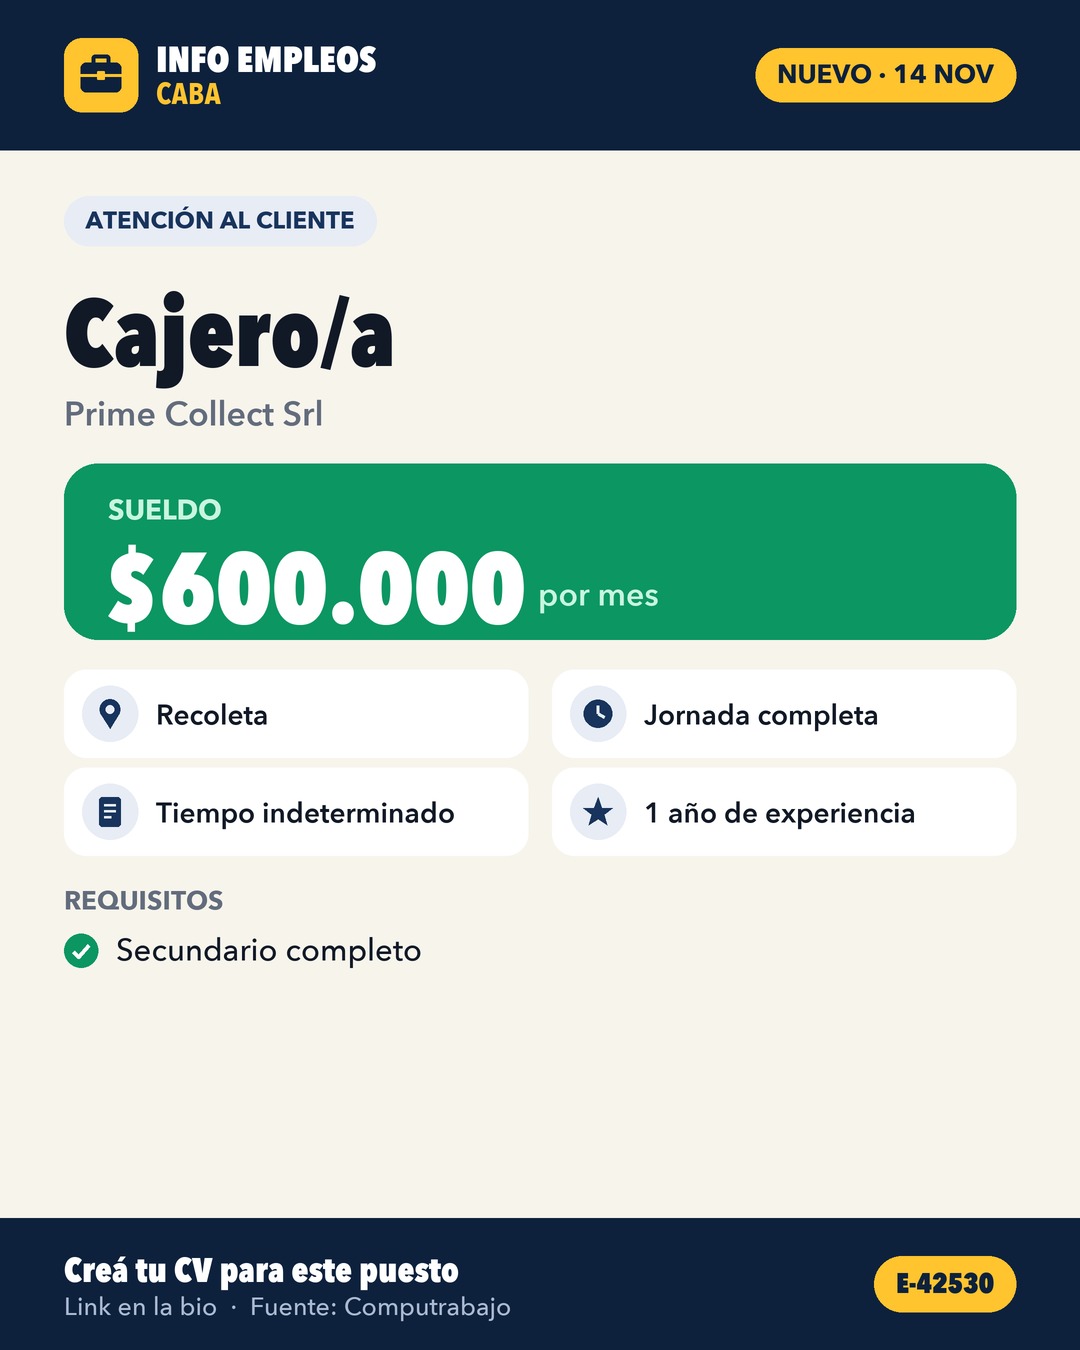 INFO EMPLEOS
CABA
NUEVO · 14 NOV
ATENCIÓN AL CLIENTE
Cajero/a
Prime Collect Srl
SUELDO
$600.000 por mes
Recoleta
Jornada completa
Tiempo indeterminado
1 año de experiencia
REQUISITOS
Secundario completo
Creá tu CV para este puesto
Link en la bio · Fuente: Computrabajo
E-42530